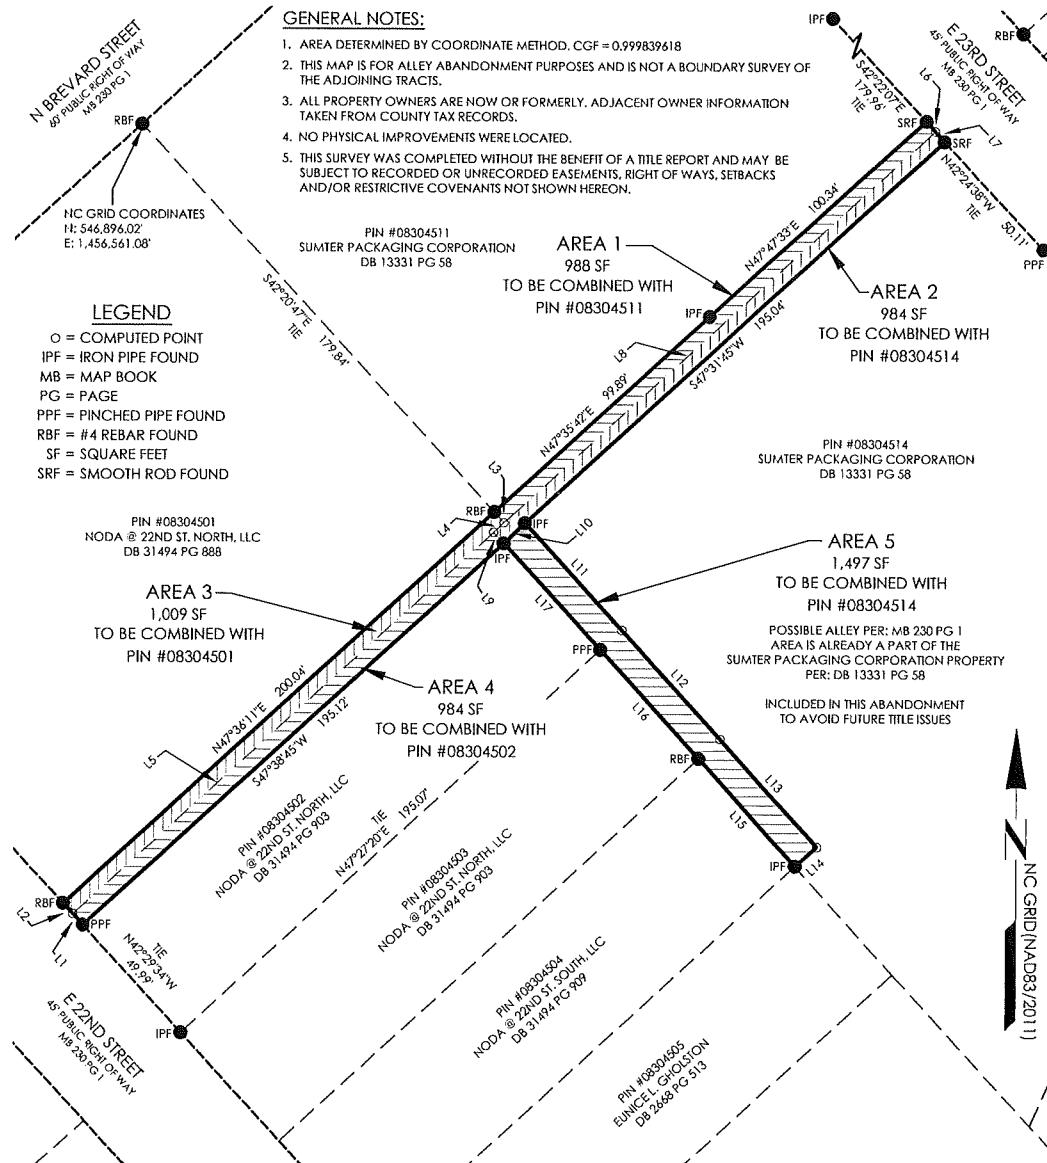 GENERAL NOTES:
1. AREA DETERMINED BY COORDINATE METHOD. CGF = 0.999839618
2. THIS MAP IS FOR ALLEY ABANDONMENT PURPOSES AND IS NOT A BOUNDARY SURVEY OF
THE ADJOINING TRACTS.
3. ALL PROPERTY OWNERS ARE NOW OR FORMERLY. ADJACENT OWNER INFORMATION
TAKEN FROM COUNTY TAX RECORDS.
4. NO PHYSICAL IMPROVEMENTS WERE LOCATED.
5. THIS SURVEY WAS COMPLETED WITHOUT THE BENEFIT OF A TITLE REPORT AND MAY BE
SUBJECT TO RECORDED OR UNRECORDED EASEMENTS, RIGHT OF WAYS, SETBACKS
AND/OR RESTRICTIVE COVENANTS NOT SHOWN HEREON.
N BREVARD STREET
60' PUBLIC RIGHT OF WAY
MB 230 PG 1
RBF
NC GRID COORDINATES
N: 546,896.02'
E: 1,456,561.08'
IPF
S42°22'07"E
179.96'
TIE
RBF
E 23RD STREET
45' PUBLIC RIGHT OF WAY
MB 230 PG 1
L6
SRF
SRF
L7
N42°24'38"W
TIE
50.11'
PPF
PIN #08304511
SUMTER PACKAGING CORPORATION
DB 13331 PG 58
AREA 1
988 SF
TO BE COMBINED WITH
PIN #08304511
N47°47'33"E 100.34'
AREA 2
984 SF
TO BE COMBINED WITH
PIN #08304514
IPF
S47°31'45"W 195.04'
L8
N47°35'42"E 99.89'
S42°20'47"E
TIE
179.84'
LEGEND
O = COMPUTED POINT
IPF = IRON PIPE FOUND
MB = MAP BOOK
PG = PAGE
PPF = PINCHED PIPE FOUND
RBF = #4 REBAR FOUND
SF = SQUARE FEET
SRF = SMOOTH ROD FOUND
PIN #08304514
SUMTER PACKAGING CORPORATION
DB 13331 PG 58
L3
RBF
L4
IPF
L10
IPF
L9
L11
L17
PIN #08304501
NODA @ 22ND ST. NORTH, LLC
DB 31494 PG 888
AREA 3
1,009 SF
TO BE COMBINED WITH
PIN #08304501
AREA 5
1,497 SF
TO BE COMBINED WITH
PIN #08304514
POSSIBLE ALLEY PER: MB 230 PG 1
AREA IS ALREADY A PART OF THE
SUMTER PACKAGING CORPORATION PROPERTY
PER: DB 13331 PG 58
INCLUDED IN THIS ABANDONMENT
TO AVOID FUTURE TITLE ISSUES
PPF
L12
L16
AREA 4
984 SF
TO BE COMBINED WITH
PIN #08304502
N47°36'11"E 200.04'
S47°38'45"W 195.12'
L5
RBF
L13
L15
IPF
L14
PIN #08304502
NODA @ 22ND ST. NORTH, LLC
DB 31494 PG 903
TIE
N47°27'20"E 195.07'
PIN #08304503
NODA @ 22ND ST. NORTH, LLC
DB 31494 PG 903
RBF
L2
PPF
L1
TIE
N42°29'34"W
49.99'
E 22ND STREET
45' PUBLIC RIGHT OF WAY
MB 230 PG 1
IPF
PIN #08304504
NODA @ 22ND ST. SOUTH, LLC
DB 31494 PG 909
PIN #08304505
EUNICE L. GHOLSTON
DB 2668 PG 513
N
NC GRID(NAD83/2011)